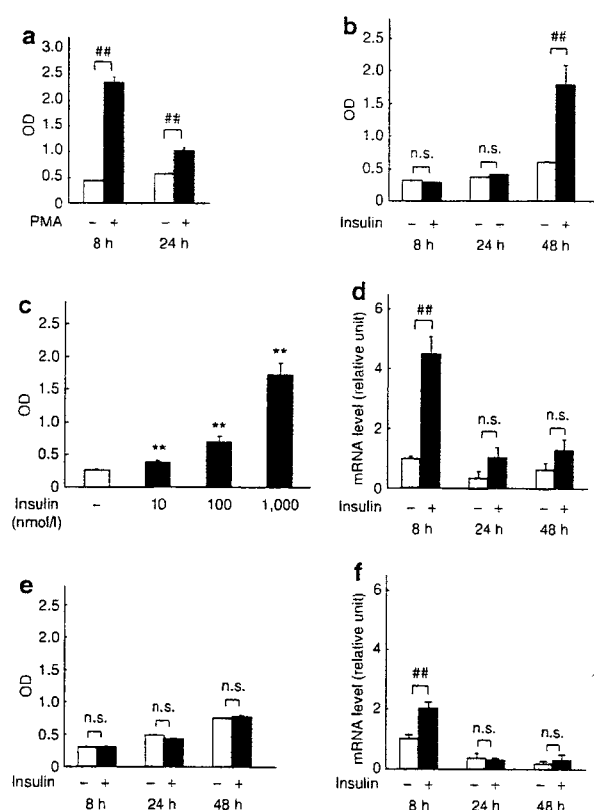 a
3.0
2.5
2.0
1.5
1.0
0.5
0
OD
##
##
PMA − + − +
8 h 24 h
b
2.5
2.0
1.5
1.0
0.5
0
OD
n.s.
n.s.
##
Insulin − + − − − +
8 h 24 h 48 h
c
2.5
2.0
1.5
1.0
0.5
0
OD
**
**
**
Insulin − 10 100 1,000
(nmol/l)
d
6
4
2
0
mRNA level (relative unit)
##
n.s.
n.s.
Insulin − + − + − +
8 h 24 h 48 h
e
2.5
2.0
1.5
1.0
0.5
0
OD
n.s.
n.s.
n.s.
Insulin − + − + − +
8 h 24 h 48 h
f
6
4
2
0
mRNA level (relative unit)
##
n.s.
n.s.
Insulin − + − + − +
8 h 24 h 48 h